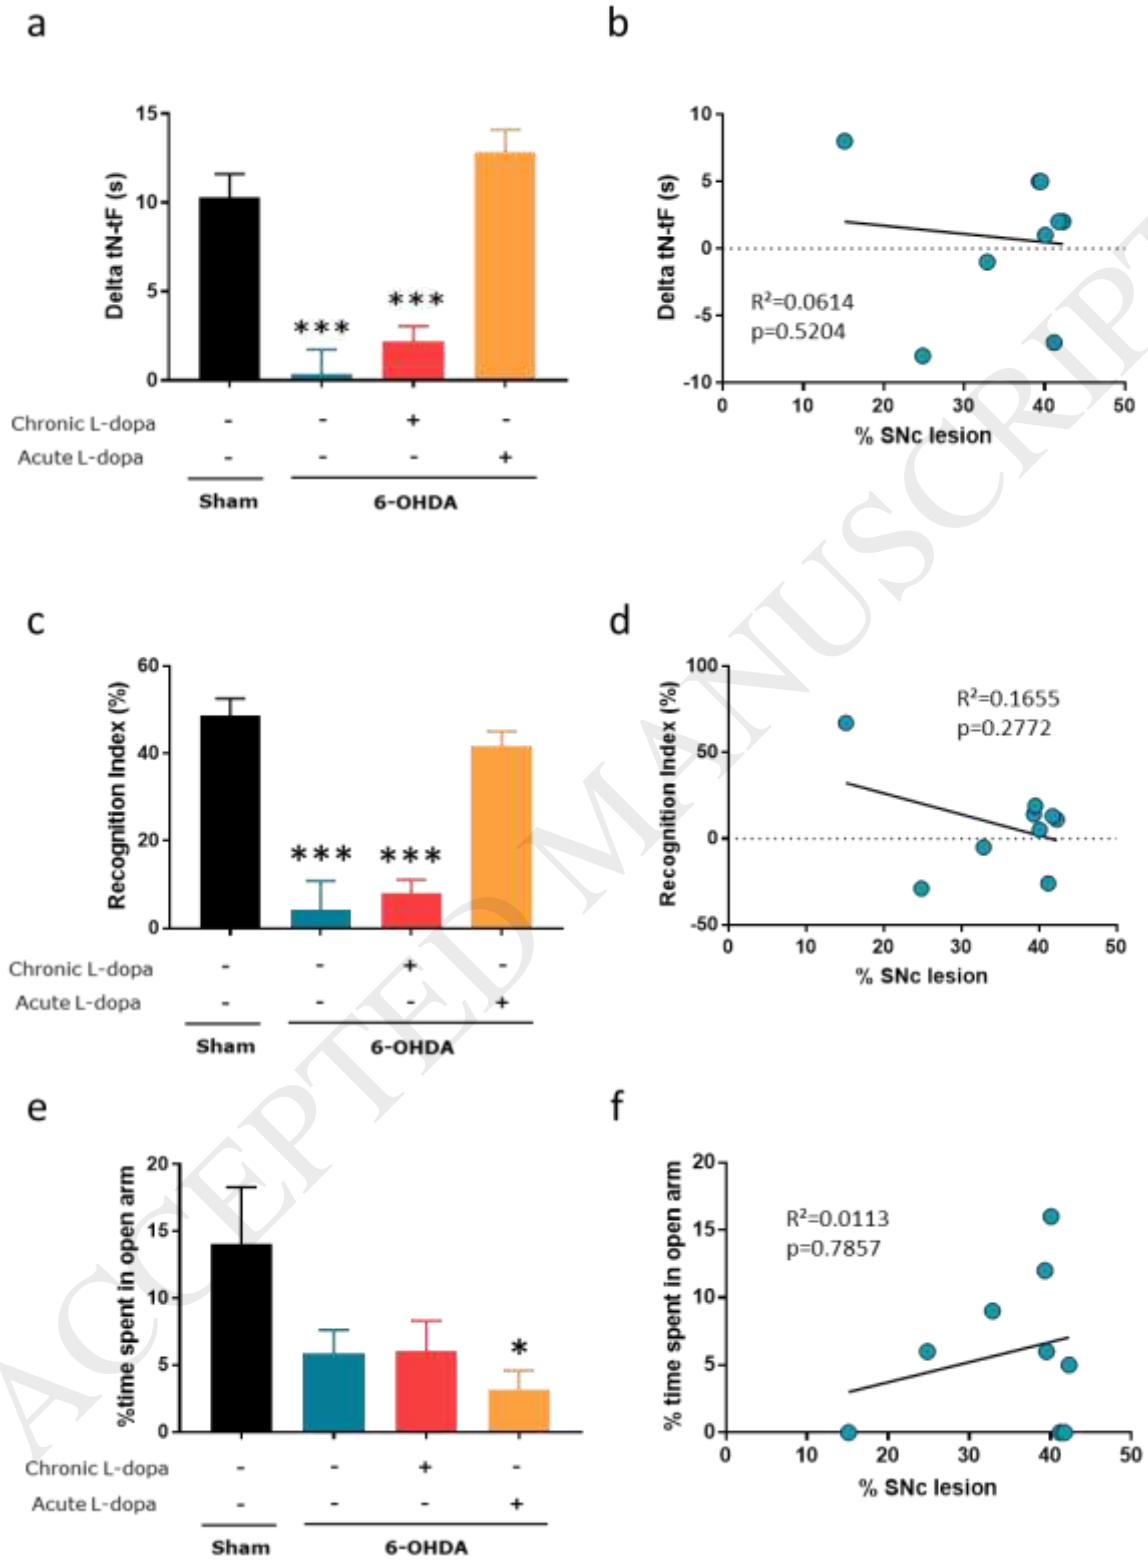 a
b
15
10
5
0
Delta tN-tF (s)
***
***
Chronic L-dopa - - + -
Acute L-dopa - - - +
Sham 6-OHDA
10
5
0
-5
-10
Delta tN-tF (s)
R²=0.0614
p=0.5204
0 10 20 30 40 50
% SNc lesion
c
d
60
40
20
0
Recognition Index (%)
*** ***
Chronic L-dopa - - + -
Acute L-dopa - - - +
Sham 6-OHDA
100
50
0
-50
Recognition Index (%)
R²=0.1655
p=0.2772
0 10 20 30 40 50
% SNc lesion
e
f
20
15
10
5
0
%time spent in open arm
*
Chronic L-dopa - - + -
Acute L-dopa - - - +
Sham 6-OHDA
20
15
10
5
0
% time spent in open arm
R²=0.0113
p=0.7857
0 10 20 30 40 50
% SNc lesion
ACCEPTED MANUSCRIPT